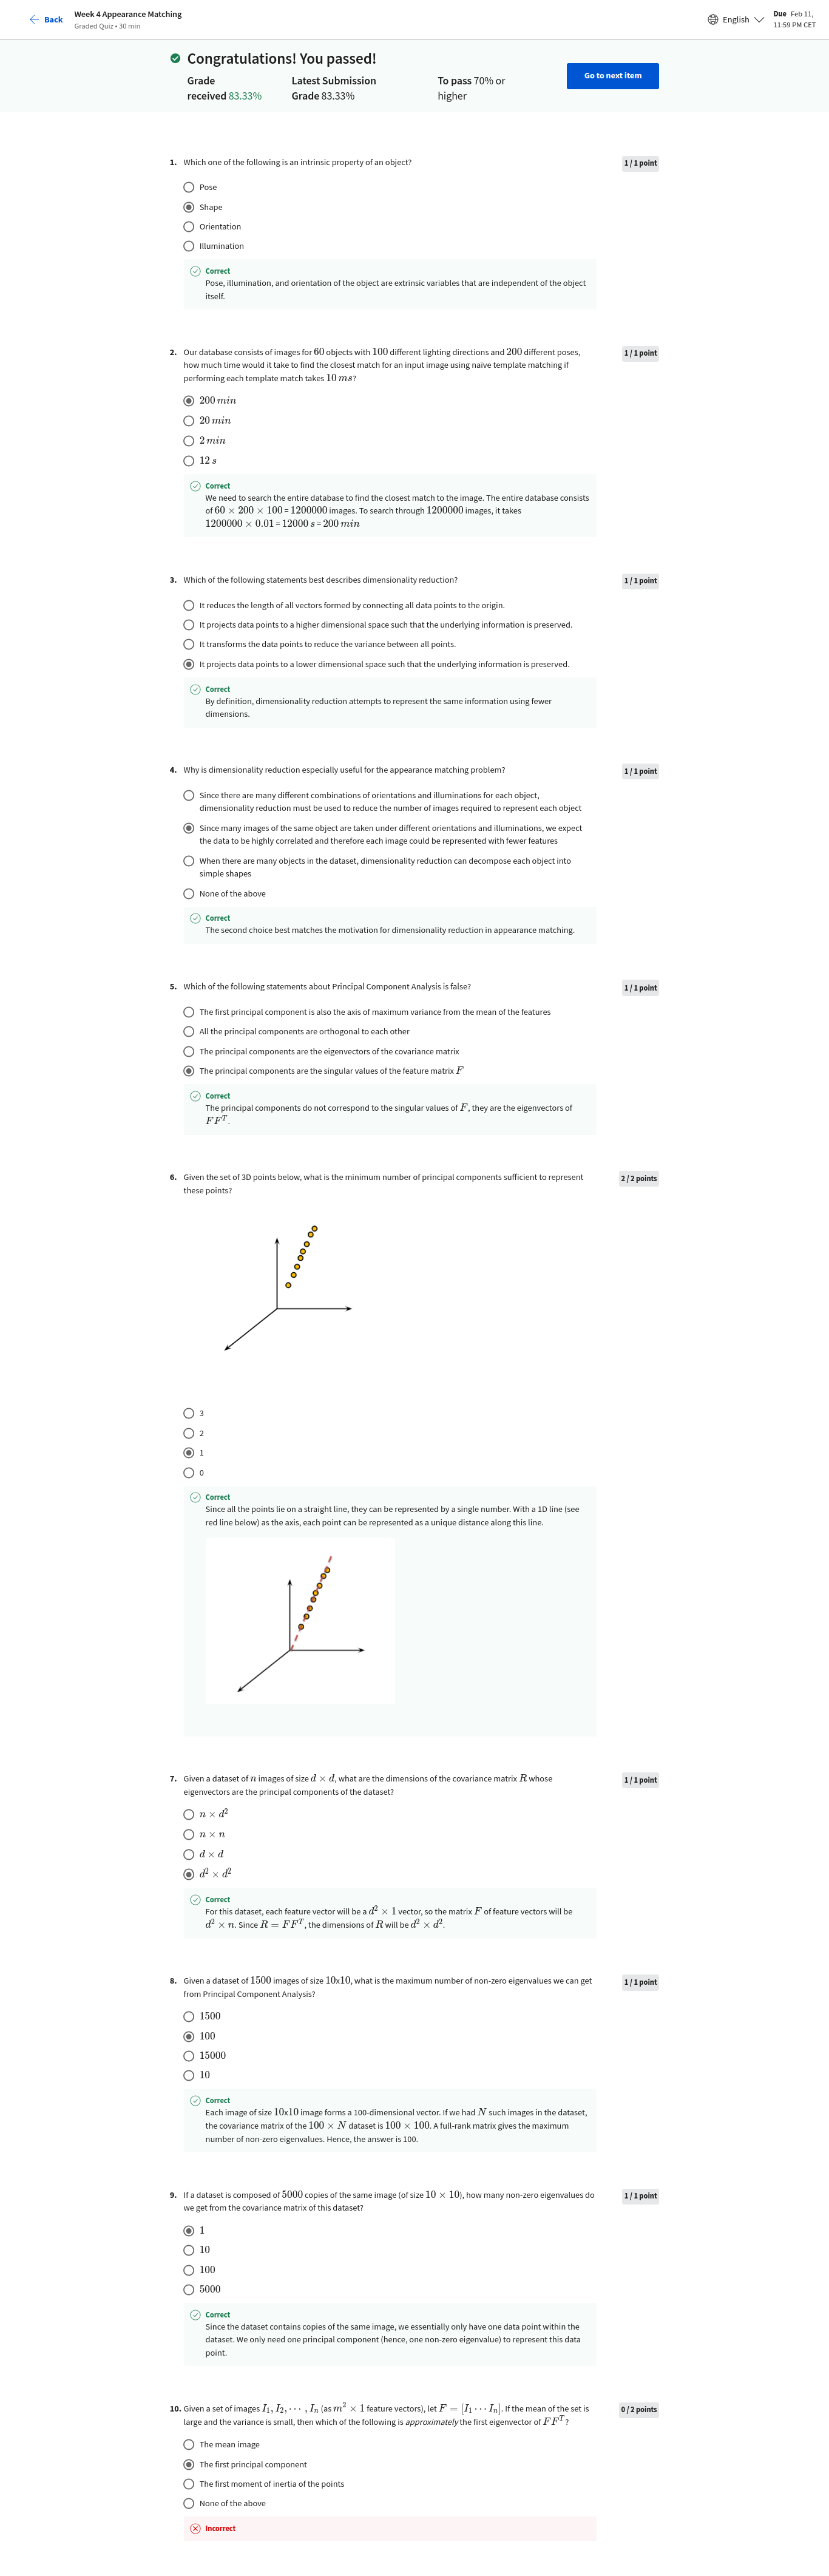 Back
Week 4 Appearance Matching
Graded Quiz • 30 min
English
Due Feb 11,
11:59 PM CET
Congratulations! You passed!
Grade
received 83.33%
Latest Submission
Grade 83.33%
To pass 70% or
higher
Go to next item
1. Which one of the following is an intrinsic property of an object?
1 / 1 point
Pose
Shape
Orientation
Illumination
Correct
Pose, illumination, and orientation of the object are extrinsic variables that are independent of the object
itself.
2. Our database consists of images for 60 objects with 100 different lighting directions and 200 different poses,
how much time would it take to find the closest match for an input image using naïve template matching if
performing each template match takes 10 ms?
1 / 1 point
200 min
20 min
2 min
12 s
Correct
We need to search the entire database to find the closest match to the image. The entire database consists
of 60 × 200 × 100 = 1200000 images. To search through 1200000 images, it takes
1200000 × 0.01 = 12000 s = 200 min
3. Which of the following statements best describes dimensionality reduction?
1 / 1 point
It reduces the length of all vectors formed by connecting all data points to the origin.
It projects data points to a higher dimensional space such that the underlying information is preserved.
It transforms the data points to reduce the variance between all points.
It projects data points to a lower dimensional space such that the underlying information is preserved.
Correct
By definition, dimensionality reduction attempts to represent the same information using fewer
dimensions.
4. Why is dimensionality reduction especially useful for the appearance matching problem?
1 / 1 point
Since there are many different combinations of orientations and illuminations for each object,
dimensionality reduction must be used to reduce the number of images required to represent each object
Since many images of the same object are taken under different orientations and illuminations, we expect
the data to be highly correlated and therefore each image could be represented with fewer features
When there are many objects in the dataset, dimensionality reduction can decompose each object into
simple shapes
None of the above
Correct
The second choice best matches the motivation for dimensionality reduction in appearance matching.
5. Which of the following statements about Principal Component Analysis is false?
1 / 1 point
The first principal component is also the axis of maximum variance from the mean of the features
All the principal components are orthogonal to each other
The principal components are the eigenvectors of the covariance matrix
The principal components are the singular values of the feature matrix F
Correct
The principal components do not correspond to the singular values of F, they are the eigenvectors of
FFᵀ.
6. Given the set of 3D points below, what is the minimum number of principal components sufficient to represent
these points?
2 / 2 points
3
2
1
0
Correct
Since all the points lie on a straight line, they can be represented by a single number. With a 1D line (see
red line below) as the axis, each point can be represented as a unique distance along this line.
7. Given a dataset of n images of size d × d, what are the dimensions of the covariance matrix R whose
eigenvectors are the principal components of the dataset?
1 / 1 point
n × d²
n × n
d × d
d² × d²
Correct
For this dataset, each feature vector will be a d² × 1 vector, so the matrix F of feature vectors will be
d² × n. Since R = FFᵀ, the dimensions of R will be d² × d².
8. Given a dataset of 1500 images of size 10x10, what is the maximum number of non-zero eigenvalues we can get
from Principal Component Analysis?
1 / 1 point
1500
100
15000
10
Correct
Each image of size 10x10 image forms a 100-dimensional vector. If we had N such images in the dataset,
the covariance matrix of the 100 × N dataset is 100 × 100. A full-rank matrix gives the maximum
number of non-zero eigenvalues. Hence, the answer is 100.
9. If a dataset is composed of 5000 copies of the same image (of size 10 × 10), how many non-zero eigenvalues do
we get from the covariance matrix of this dataset?
1 / 1 point
1
10
100
5000
Correct
Since the dataset contains copies of the same image, we essentially only have one data point within the
dataset. We only need one principal component (hence, one non-zero eigenvalue) to represent this data
point.
10. Given a set of images I₁, I₂, ⋯ , Iₙ (as m² × 1 feature vectors), let F = [I₁ ⋯ Iₙ]. If the mean of the set is
large and the variance is small, then which of the following is approximately the first eigenvector of FFᵀ?
0 / 2 points
The mean image
The first principal component
The first moment of inertia of the points
None of the above
Incorrect